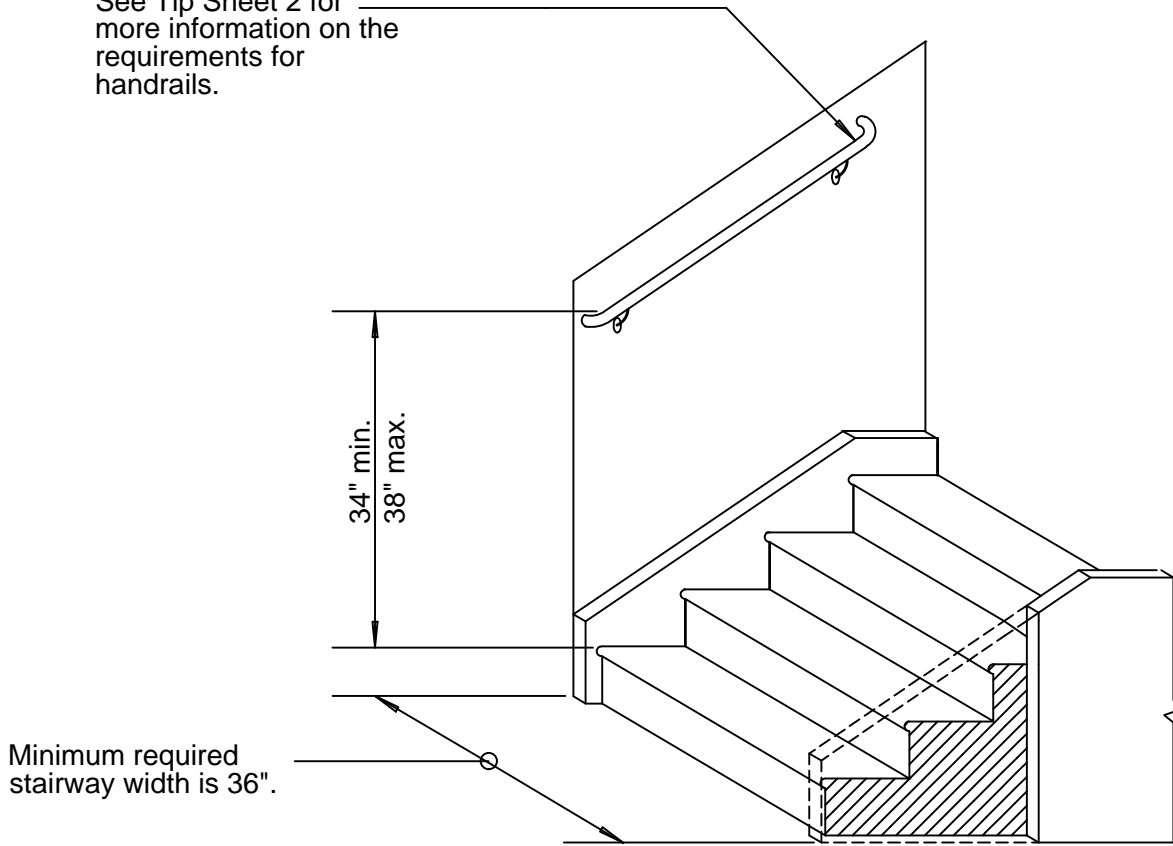 See Tip Sheet 2 for
more information on the
requirements for
handrails.
34" min.
38" max.
Minimum required
stairway width is 36".